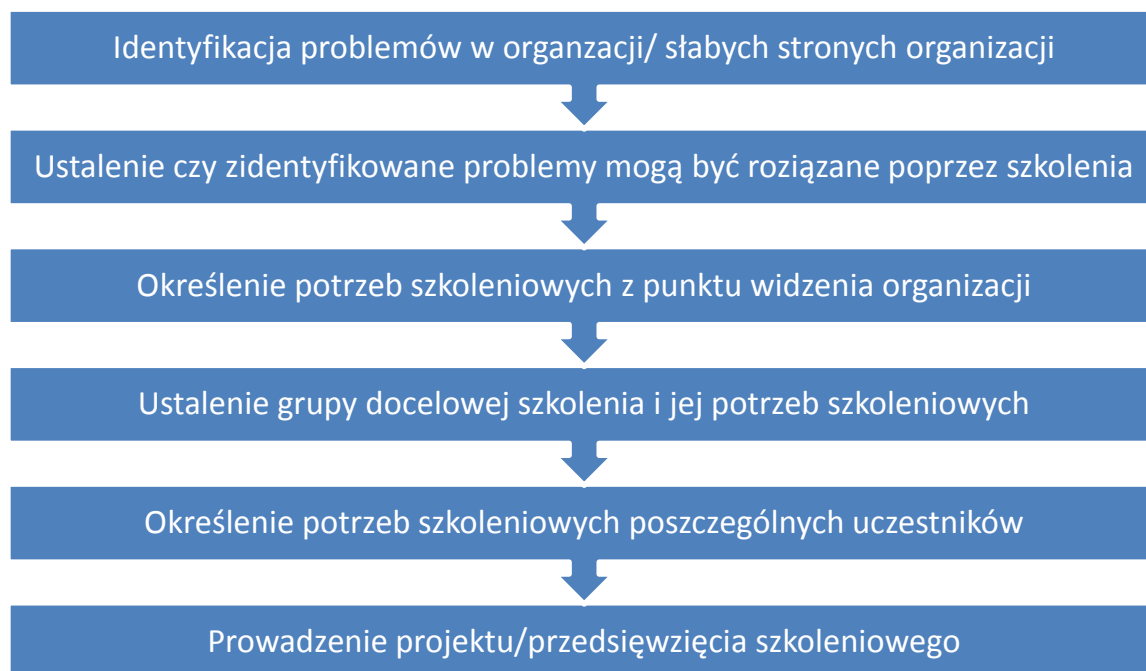 Identyfikacja problemów w organzacji/ słabych stronych organizacji
Ustalenie czy zidentyfikowane problemy mogą być roziązane poprzez szkolenia
Określenie potrzeb szkoleniowych z punktu widzenia organizacji
Ustalenie grupy docelowej szkolenia i jej potrzeb szkoleniowych
Określenie potrzeb szkoleniowych poszczególnych uczestników
Prowadzenie projektu/przedsięwzięcia szkoleniowego